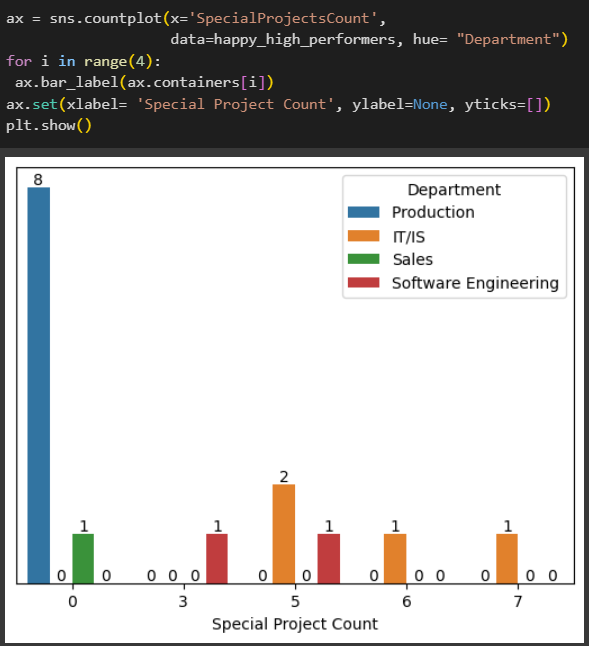 ax = sns.countplot(x='SpecialProjectsCount',
data=happy_high_performers, hue= "Department")
for i in range(4):
ax.bar_label(ax.containers[i])
ax.set(xlabel= 'Special Project Count', ylabel=None, yticks=[])
plt.show()
8
Department
Production
IT/IS
Sales
Software Engineering
2
1 1 1 1 1
0 0 0 0 0 0 0 0 0 0 0 0 0
0 3 5 6 7
Special Project Count